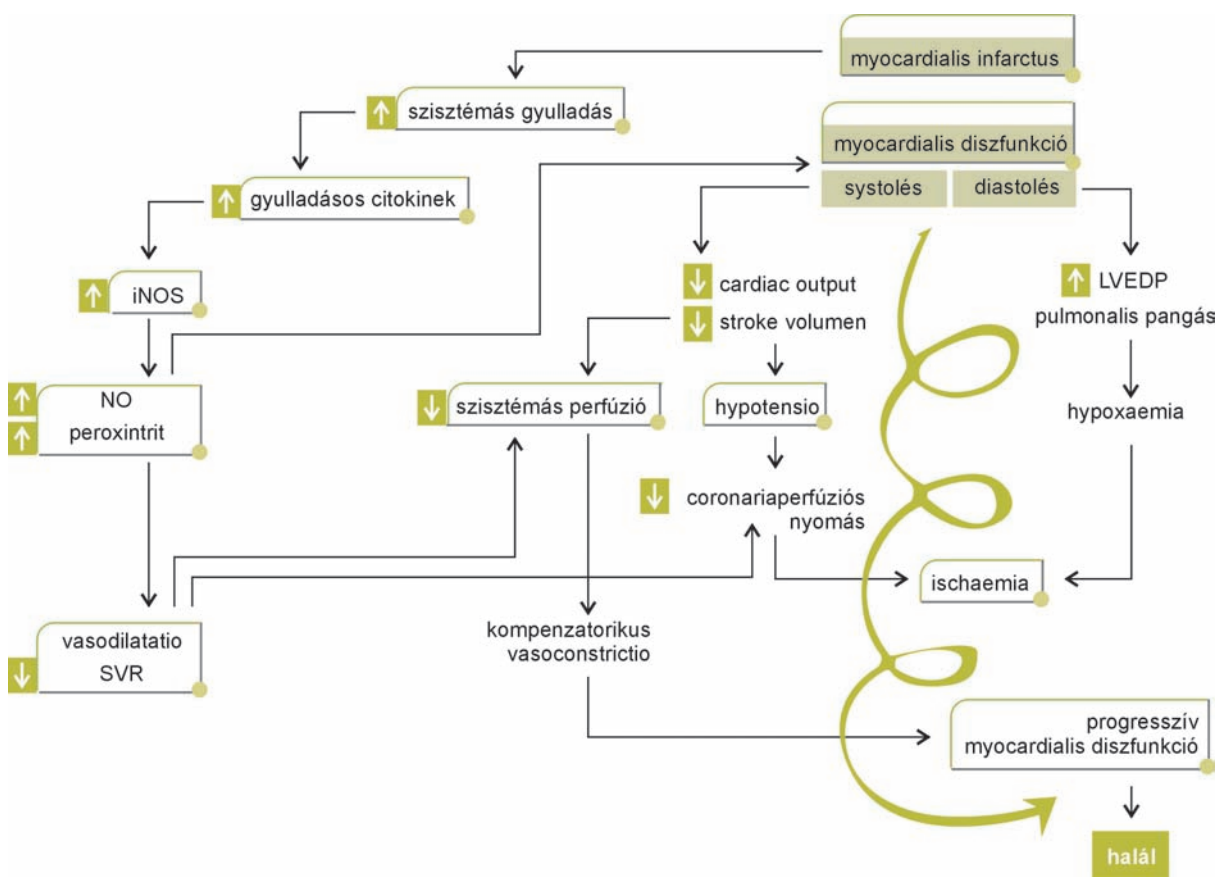 myocardialis infarctus
szisztémás gyulladás
myocardialis diszfunkció
systolés
diastolés
gyulladásos citokinek
iNOS
cardiac output
stroke volumen
LVEDP
pulmonalis pangás
NO
peroxintrit
szisztémás perfúzió
hypotensio
hypoxaemia
coronariaperfúziós
nyomás
ischaemia
vasodilatatio
SVR
kompenzatorikus
vasoconstrictio
progresszív
myocardialis diszfunkció
halál